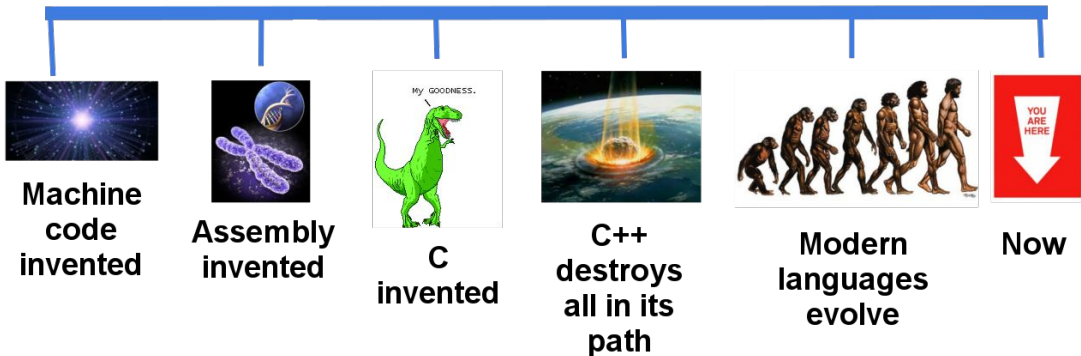 My GOODNESS.
YOU
ARE
HERE
Machine
code
invented
Assembly
invented
C
invented
C++
destroys
all in its
path
Modern
languages
evolve
Now